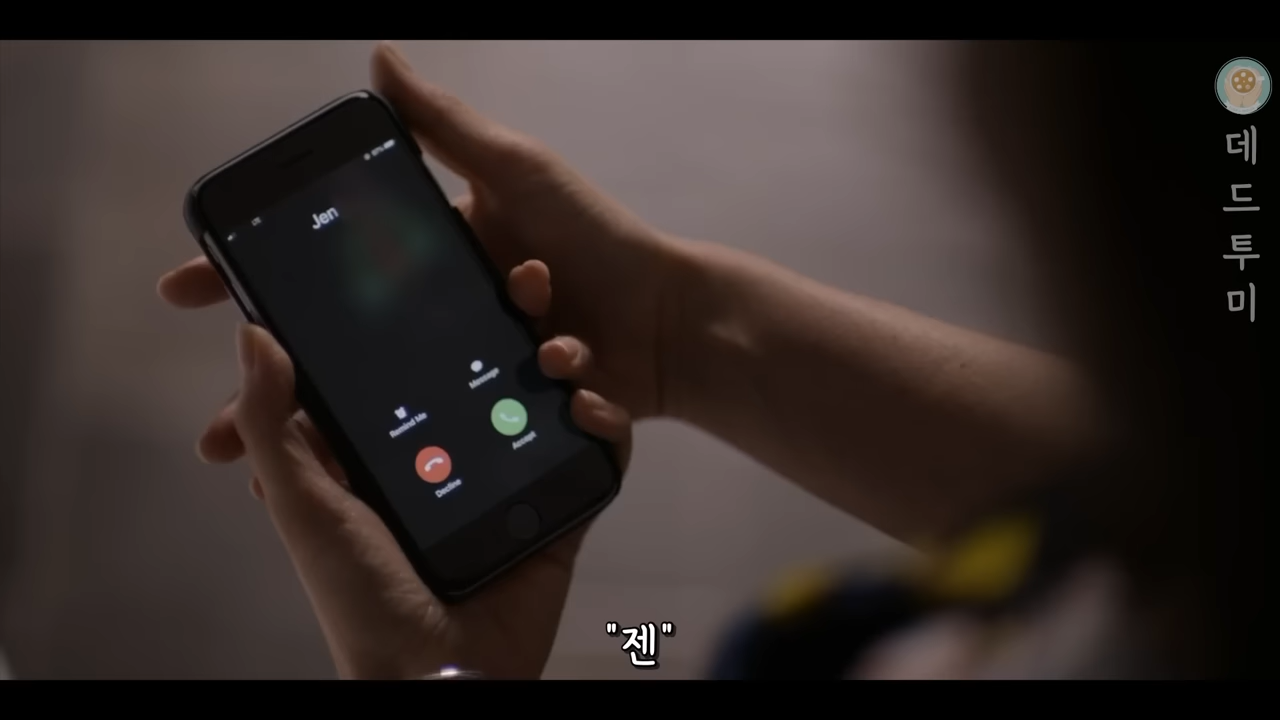 Jen
Message
Remind Me
Accept
Decline
"젠"
데
드
투
미